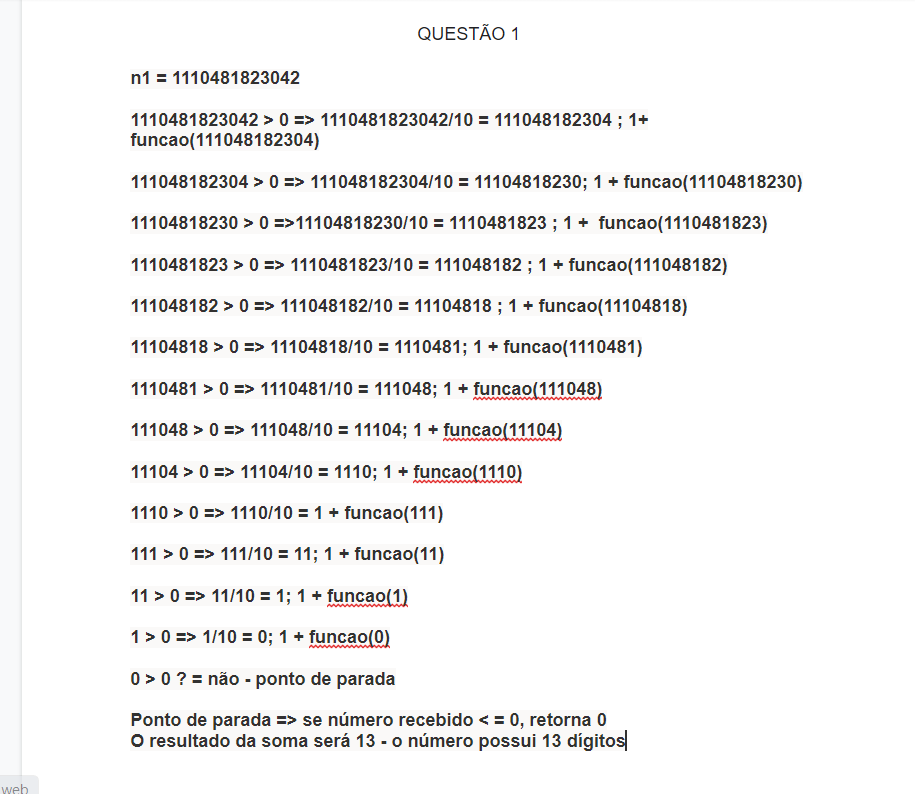 QUESTÃO 1
n1 = 1110481823042
1110481823042 > 0 => 1110481823042/10 = 111048182304 ; 1+
funcao(111048182304)
111048182304 > 0 => 111048182304/10 = 11104818230; 1 + funcao(11104818230)
11104818230 > 0 =>11104818230/10 = 1110481823 ; 1 +  funcao(1110481823)
1110481823 > 0 => 1110481823/10 = 111048182 ; 1 + funcao(111048182)
111048182 > 0 => 111048182/10 = 11104818 ; 1 + funcao(11104818)
11104818 > 0 => 11104818/10 = 1110481; 1 + funcao(1110481)
1110481 > 0 => 1110481/10 = 111048; 1 + funcao(111048)
111048 > 0 => 111048/10 = 11104; 1 + funcao(11104)
11104 > 0 => 11104/10 = 1110; 1 + funcao(1110)
1110 > 0 => 1110/10 = 1 + funcao(111)
111 > 0 => 111/10 = 11; 1 + funcao(11)
11 > 0 => 11/10 = 1; 1 + funcao(1)
1 > 0 => 1/10 = 0; 1 + funcao(0)
0 > 0 ? = não - ponto de parada
Ponto de parada => se número recebido < = 0, retorna 0
O resultado da soma será 13 - o número possui 13 dígitos
web